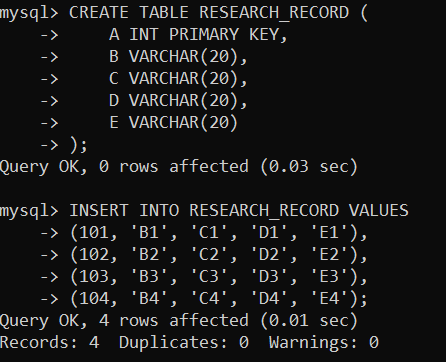 mysql> CREATE TABLE RESEARCH_RECORD (
    ->     A INT PRIMARY KEY,
    ->     B VARCHAR(20),
    ->     C VARCHAR(20),
    ->     D VARCHAR(20),
    ->     E VARCHAR(20)
    -> );
Query OK, 0 rows affected (0.03 sec)

mysql> INSERT INTO RESEARCH_RECORD VALUES
    -> (101, 'B1', 'C1', 'D1', 'E1'),
    -> (102, 'B2', 'C2', 'D2', 'E2'),
    -> (103, 'B3', 'C3', 'D3', 'E3'),
    -> (104, 'B4', 'C4', 'D4', 'E4');
Query OK, 4 rows affected (0.01 sec)
Records: 4  Duplicates: 0  Warnings: 0